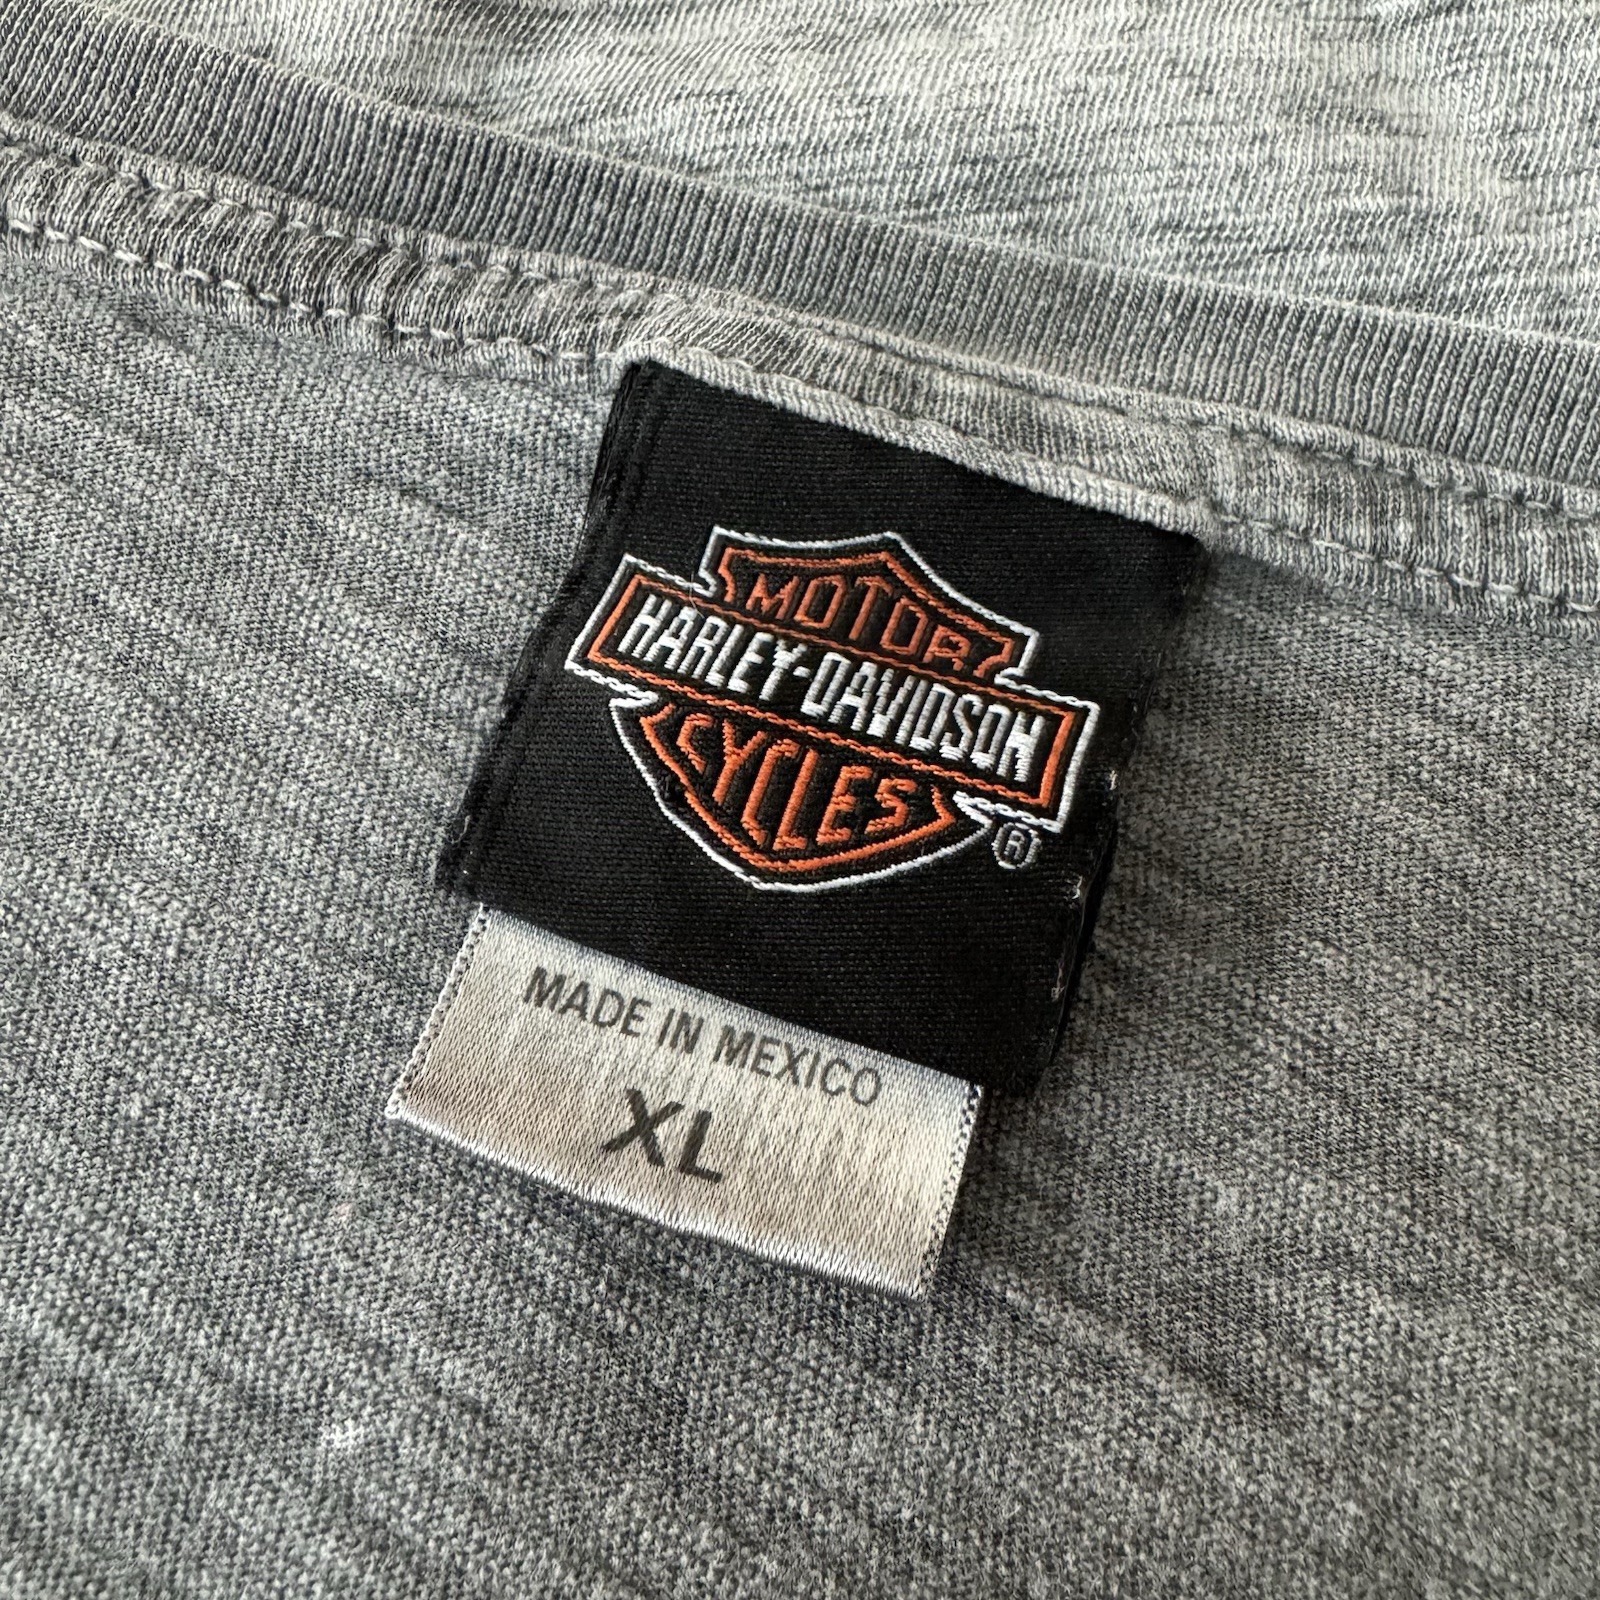 MOTOR
HARLEY-DAVIDSON
CYCLES
®
MADE IN MEXICO
XL